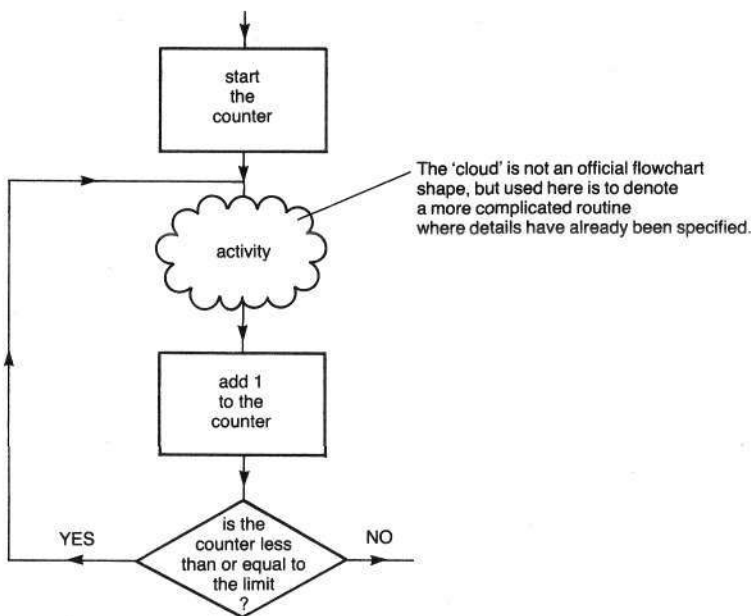 start
the
counter
The 'cloud' is not an official flowchart
shape, but used here is to denote
a more complicated routine
where details have already been specified.
activity
add 1
to the
counter
YES
is the
counter less
than or equal to
the limit
?
NO